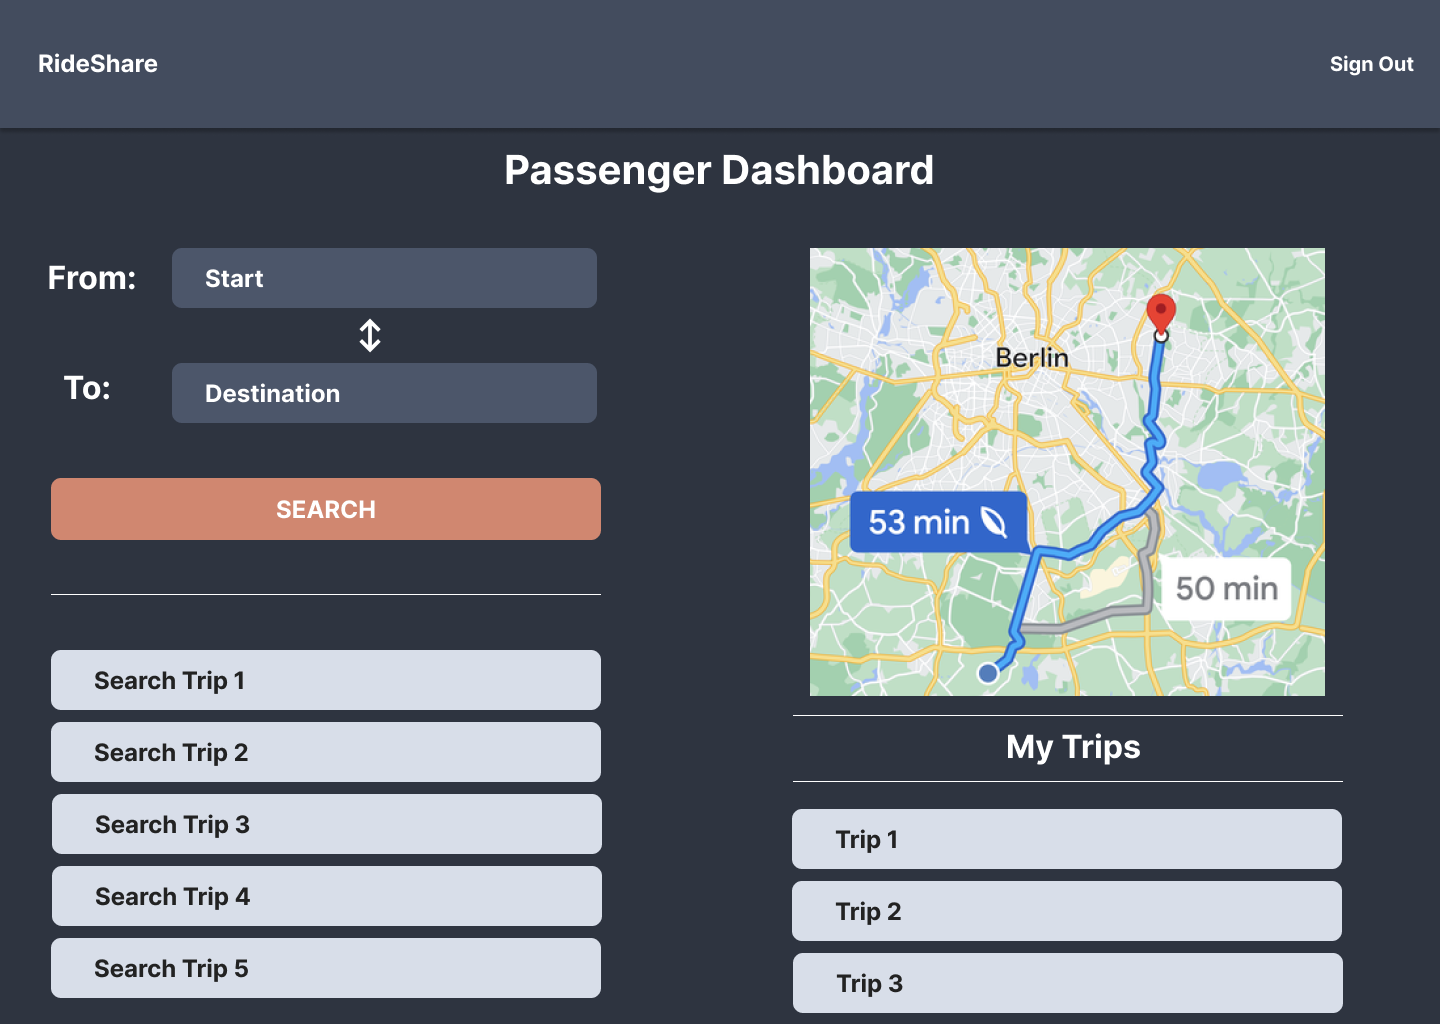 RideShare
Sign Out
Passenger Dashboard
From:
Start
To:
Destination
SEARCH
Search Trip 1
Search Trip 2
Search Trip 3
Search Trip 4
Search Trip 5
Berlin
53 min
50 min
My Trips
Trip 1
Trip 2
Trip 3